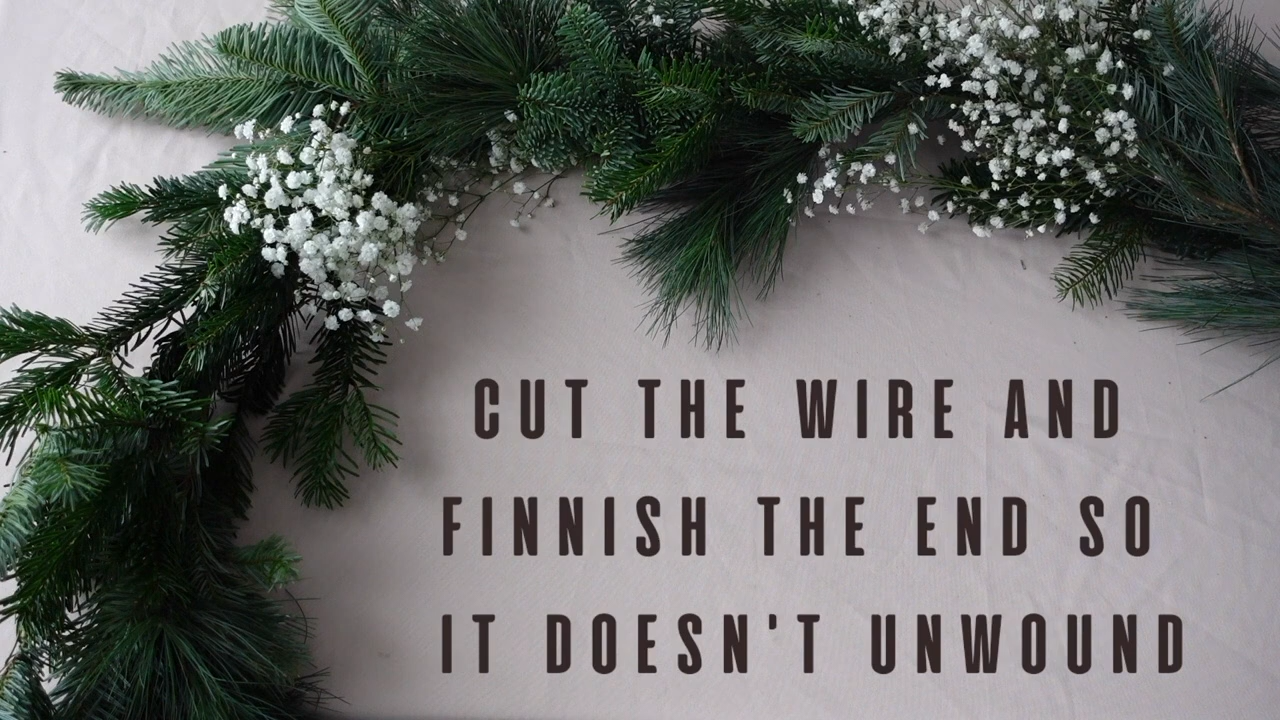 CUT THE WIRE AND
FINNISH THE END SO
IT DOESN'T UNWOUND